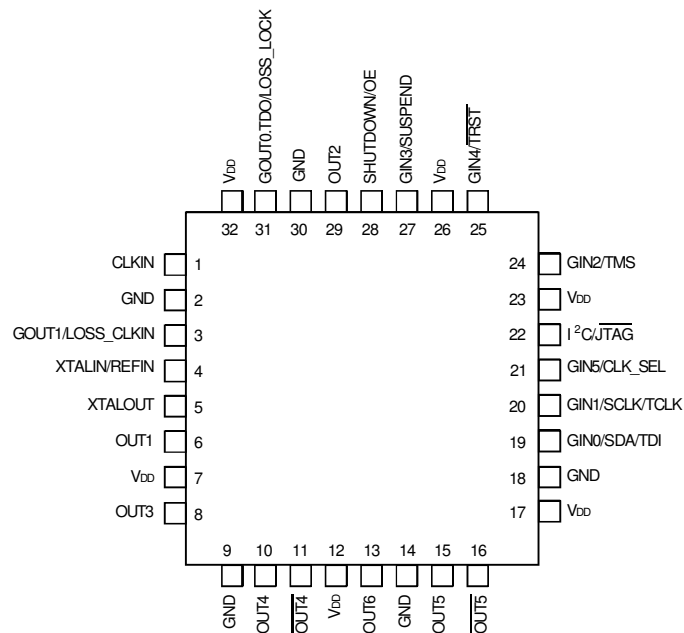 VDD
GOUT0.TDO/LOSS_LOCK
GND
OUT2
SHUTDOWN/OE
GIN3/SUSPEND
VDD
GIN4/TRST
32 31 30 29 28 27 26 25
CLKIN 1
GND 2
GOUT1/LOSS_CLKIN 3
XTALIN/REFIN 4
XTALOUT 5
OUT1 6
VDD 7
OUT3 8
24 GIN2/TMS
23 VDD
22 I²C/JTAG
21 GIN5/CLK_SEL
20 GIN1/SCLK/TCLK
19 GIN0/SDA/TDI
18 GND
17 VDD
9 10 11 12 13 14 15 16
GND
OUT4
OUT4
VDD
OUT6
GND
OUT5
OUT5